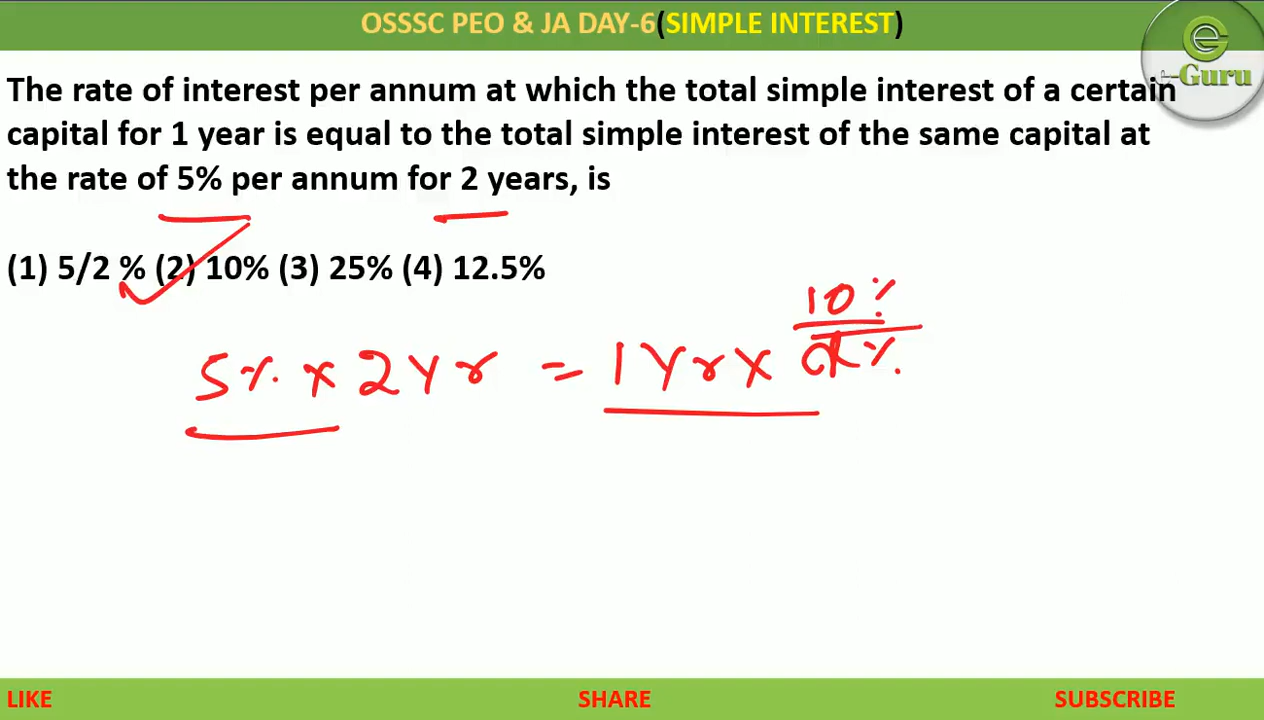 OSSSC PEO & JA DAY-6(SIMPLE INTEREST)
e-Guru
The rate of interest per annum at which the total simple interest of a certain
capital for 1 year is equal to the total simple interest of the same capital at
the rate of 5% per annum for 2 years, is
(1) 5/2 % (2) 10% (3) 25% (4) 12.5%
10%
5% x 2Yr = 1Yr x
LIKE SHARE SUBSCRIBE